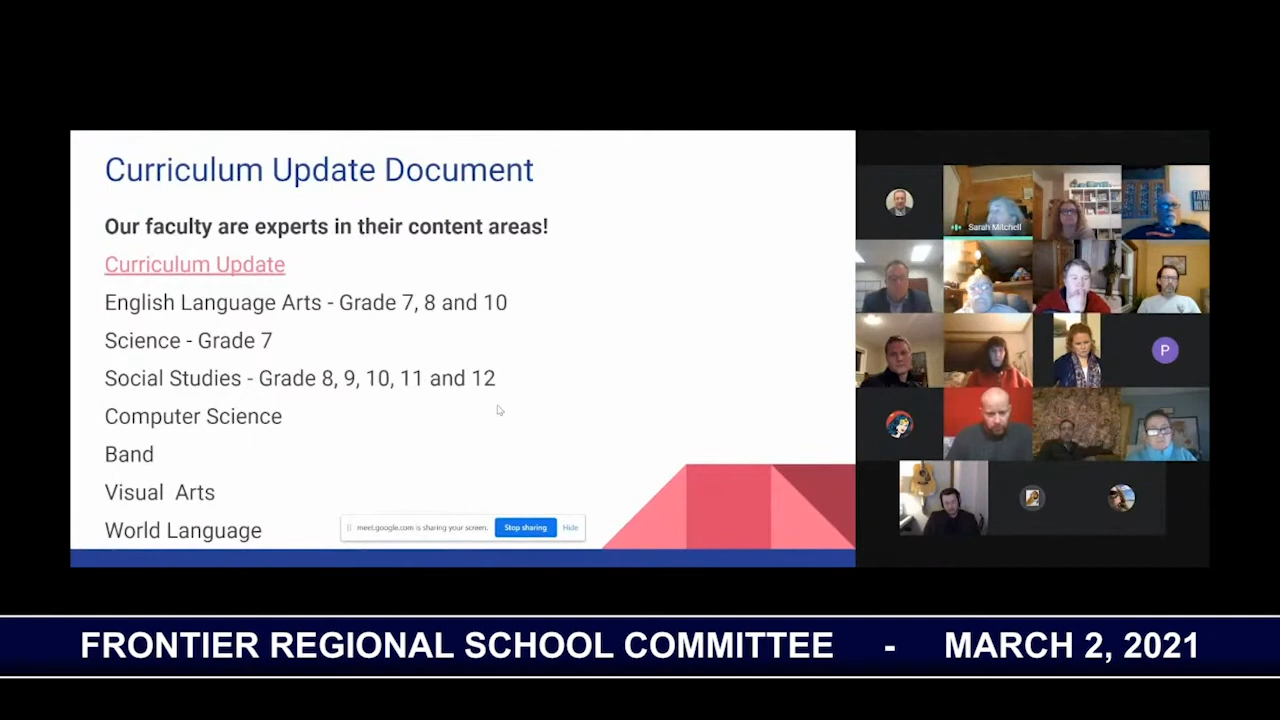 Curriculum Update Document
Our faculty are experts in their content areas!
Curriculum Update
English Language Arts - Grade 7, 8 and 10
Science - Grade 7
Social Studies - Grade 8, 9, 10, 11 and 12
Computer Science
Band
Visual  Arts
World Language
meet.google.com is sharing your screen.
Stop sharing
Hide
Sarah Mitchell
P
FRONTIER REGIONAL SCHOOL COMMITTEE - MARCH 2, 2021